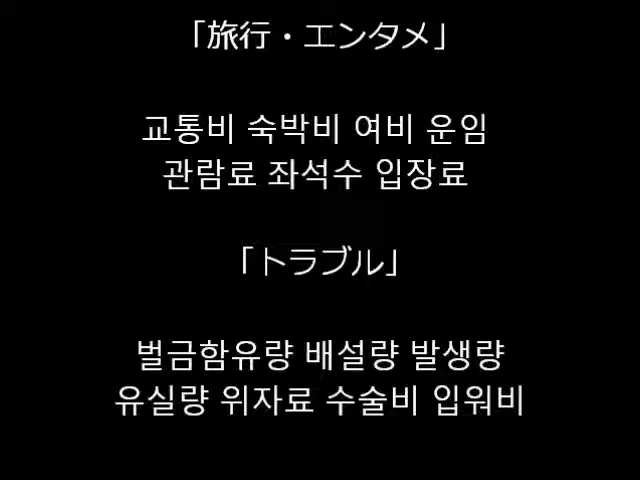 「旅行・エンタメ」
교통비 숙박비 여비 운임
관람료 좌석수 입장료
「トラブル」
벌금함유량 배설량 발생량
유실량 위자료 수술비 입워비